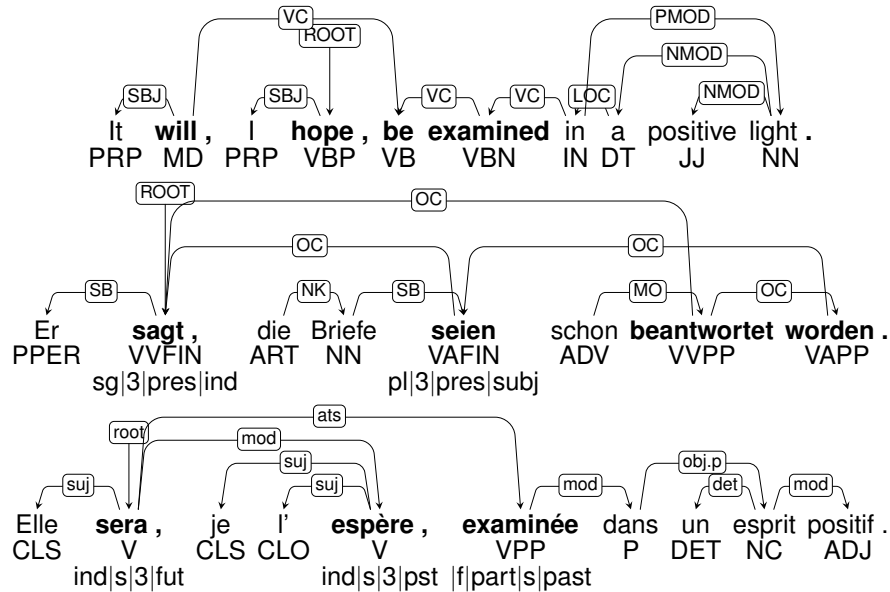 VC
ROOT PMOD
NMOD
SBJ SBJ VC VC LOC NMOD
It will , I hope , be examined in a positive light .
PRP MD PRP VBP VB VBN IN DT JJ NN
ROOT OC
OC OC
SB NK SB MO OC
Er sagt , die Briefe seien schon beantwortet worden .
PPER VVFIN ART NN VAFIN ADV VVPP VAPP
sg|3|pres|ind pl|3|pres|subj
ats
root mod
suj obj.p
suj suj mod det mod
Elle sera , je l' espère , examinée dans un esprit positif .
CLS V CLS CLO V VPP P DET NC ADJ
ind|s|3|fut ind|s|3|pst |f|part|s|past